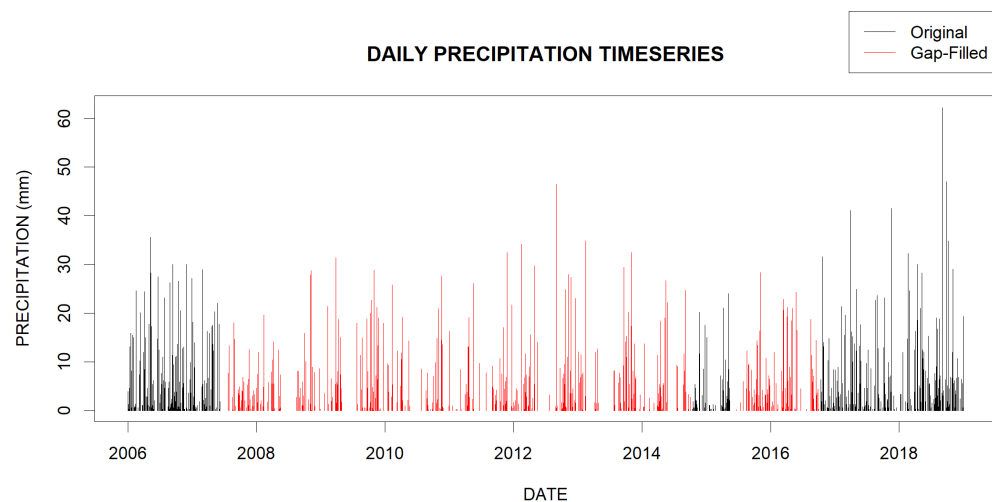 Original
Gap-Filled
DAILY PRECIPITATION TIMESERIES
PRECIPITATION (mm)
60
50
40
30
20
10
0
2006 2008 2010 2012 2014 2016 2018
DATE